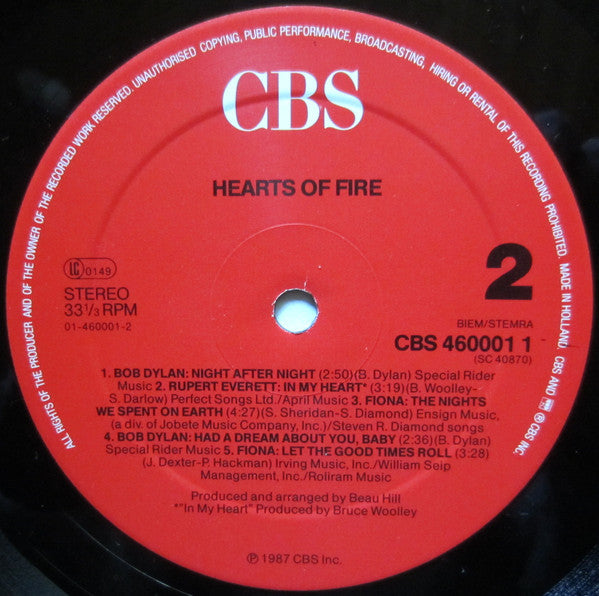 ALL RIGHTS OF THE PRODUCER AND OF THE OWNER OF THE RECORDED WORK RESERVED. UNAUTHORISED COPYING, PUBLIC PERFORMANCE, BROADCASTING, HIRING OR RENTAL OF THIS RECORDING PROHIBITED. MADE IN HOLLAND. CBS AND ℗ © CBS INC.
CBS
HEARTS OF FIRE
LC 0149
STEREO
33 1/3 RPM
01-460001-2
2
BIEM/STEMRA
CBS 460001 1
(SC 40870)
1. BOB DYLAN: NIGHT AFTER NIGHT (2:50)(B. Dylan) Special Rider
Music 2. RUPERT EVERETT: IN MY HEART* (3:19)(B. Woolley-
S. Darlow) Perfect Songs Ltd./April Music 3. FIONA: THE NIGHTS
WE SPENT ON EARTH (4:27)(S. Sheridan-S. Diamond) Ensign Music,
(a div. of Jobete Music Company, Inc.)/Steven R. Diamond songs
4. BOB DYLAN: HAD A DREAM ABOUT YOU, BABY (2:36)(B. Dylan)
Special Rider Music 5. FIONA: LET THE GOOD TIMES ROLL (3:28)
(J. Dexter-P. Hackman) Irving Music, Inc./William Seip
Management, Inc./Roliram Music
Produced and arranged by Beau Hill
*"In My Heart" Produced by Bruce Woolley
℗ 1987 CBS Inc.